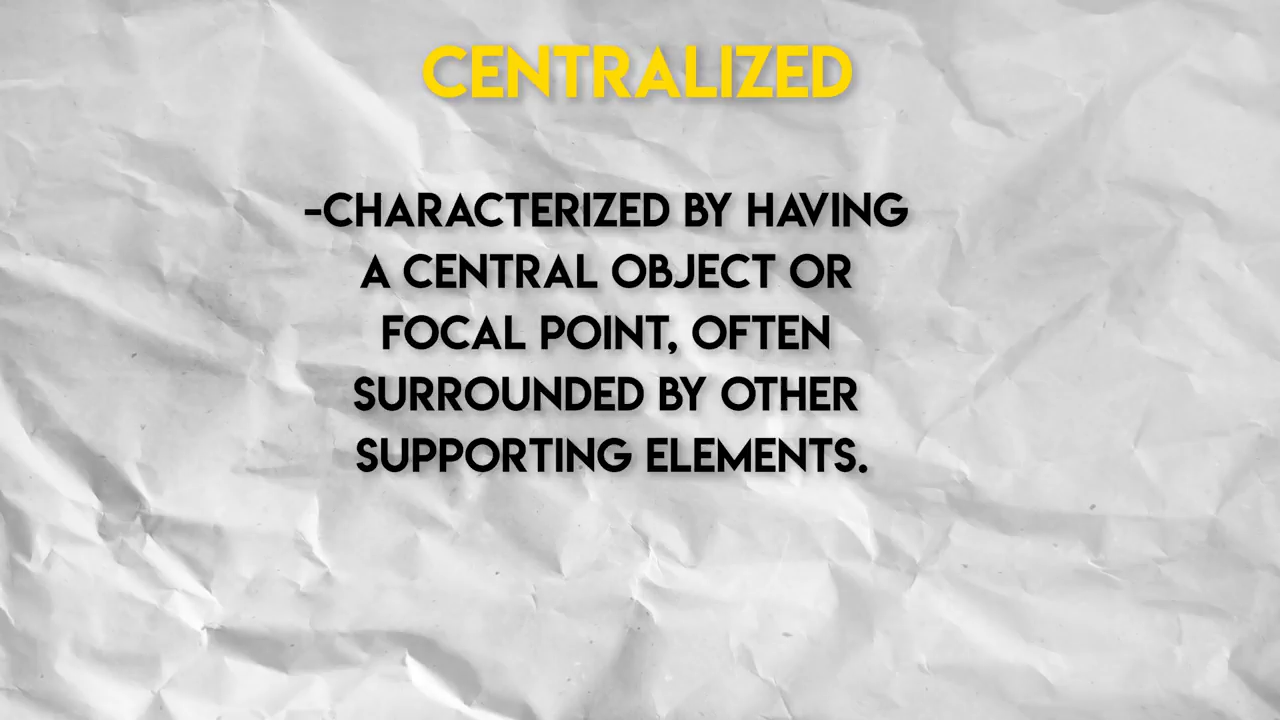 CENTRALIZED
-CHARACTERIZED BY HAVING
A CENTRAL OBJECT OR
FOCAL POINT, OFTEN
SURROUNDED BY OTHER
SUPPORTING ELEMENTS.